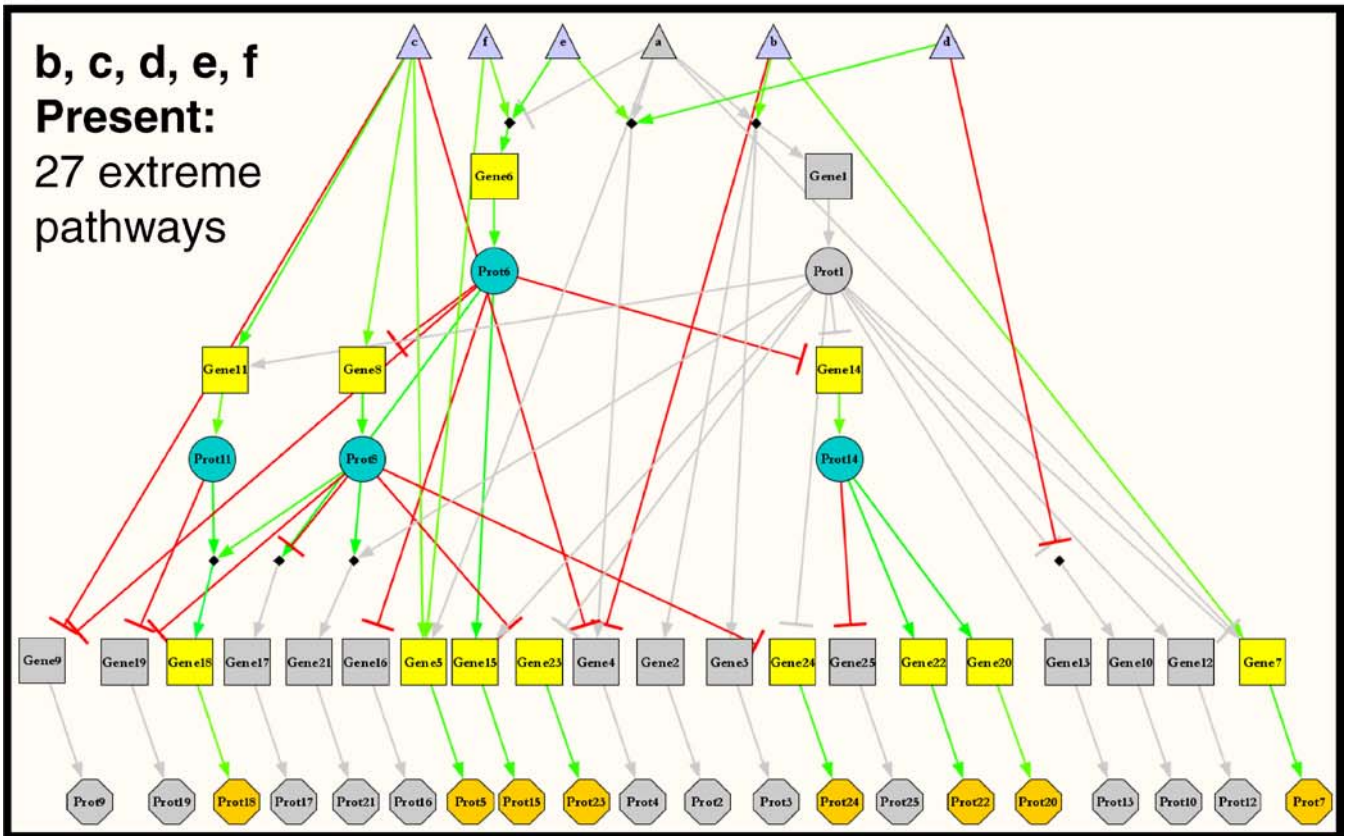 b, c, d, e, f
Present:
27 extreme
pathways
c f e a b d
Gene6 Gene1
Prot6 Prot1
Gene11 Gene8 Gene14
Prot11 Prot8 Prot14
Gene9 Gene19 Gene18 Gene17 Gene21 Gene16 Gene5 Gene15 Gene23 Gene4 Gene2 Gene3 Gene24 Gene25 Gene22 Gene20 Gene13 Gene10 Gene12 Gene7
Prot9 Prot19 Prot18 Prot17 Prot21 Prot16 Prot5 Prot15 Prot23 Prot4 Prot2 Prot3 Prot24 Prot25 Prot22 Prot20 Prot13 Prot10 Prot12 Prot7